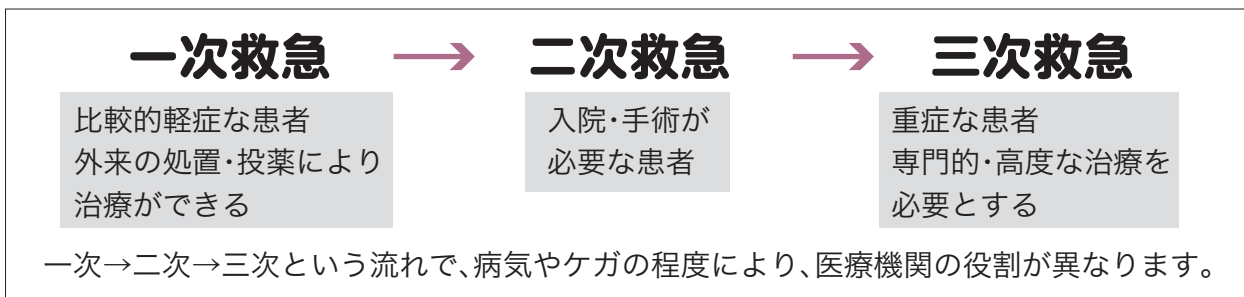 一次救急 → 二次救急 → 三次救急
比較的軽症な患者
外来の処置・投薬により
治療ができる
入院・手術が
必要な患者
重症な患者
専門的・高度な治療を
必要とする
一次→二次→三次という流れで、病気やケガの程度により、医療機関の役割が異なります。